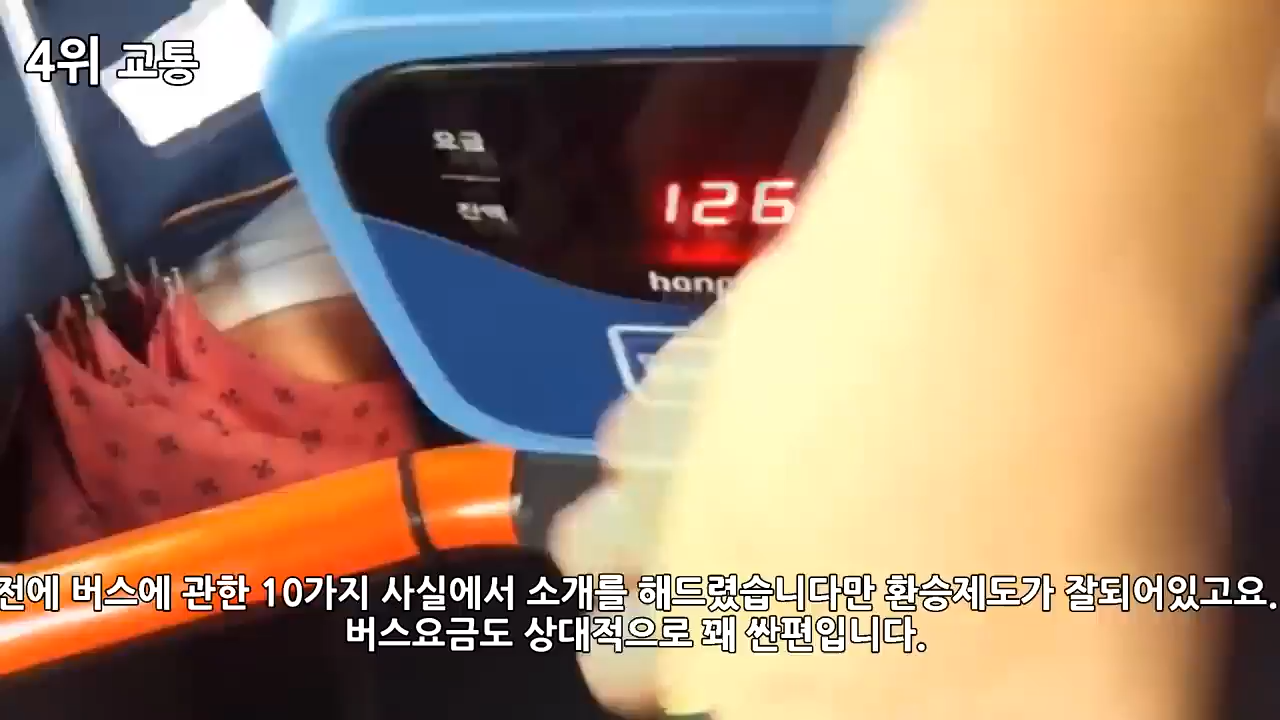 4위 교통
요금
잔액
126
전에 버스에 관한 10가지 사실에서 소개를 해드렸습니다만 환승제도가 잘되어있고요.
버스요금도 상대적으로 꽤 싼편입니다.